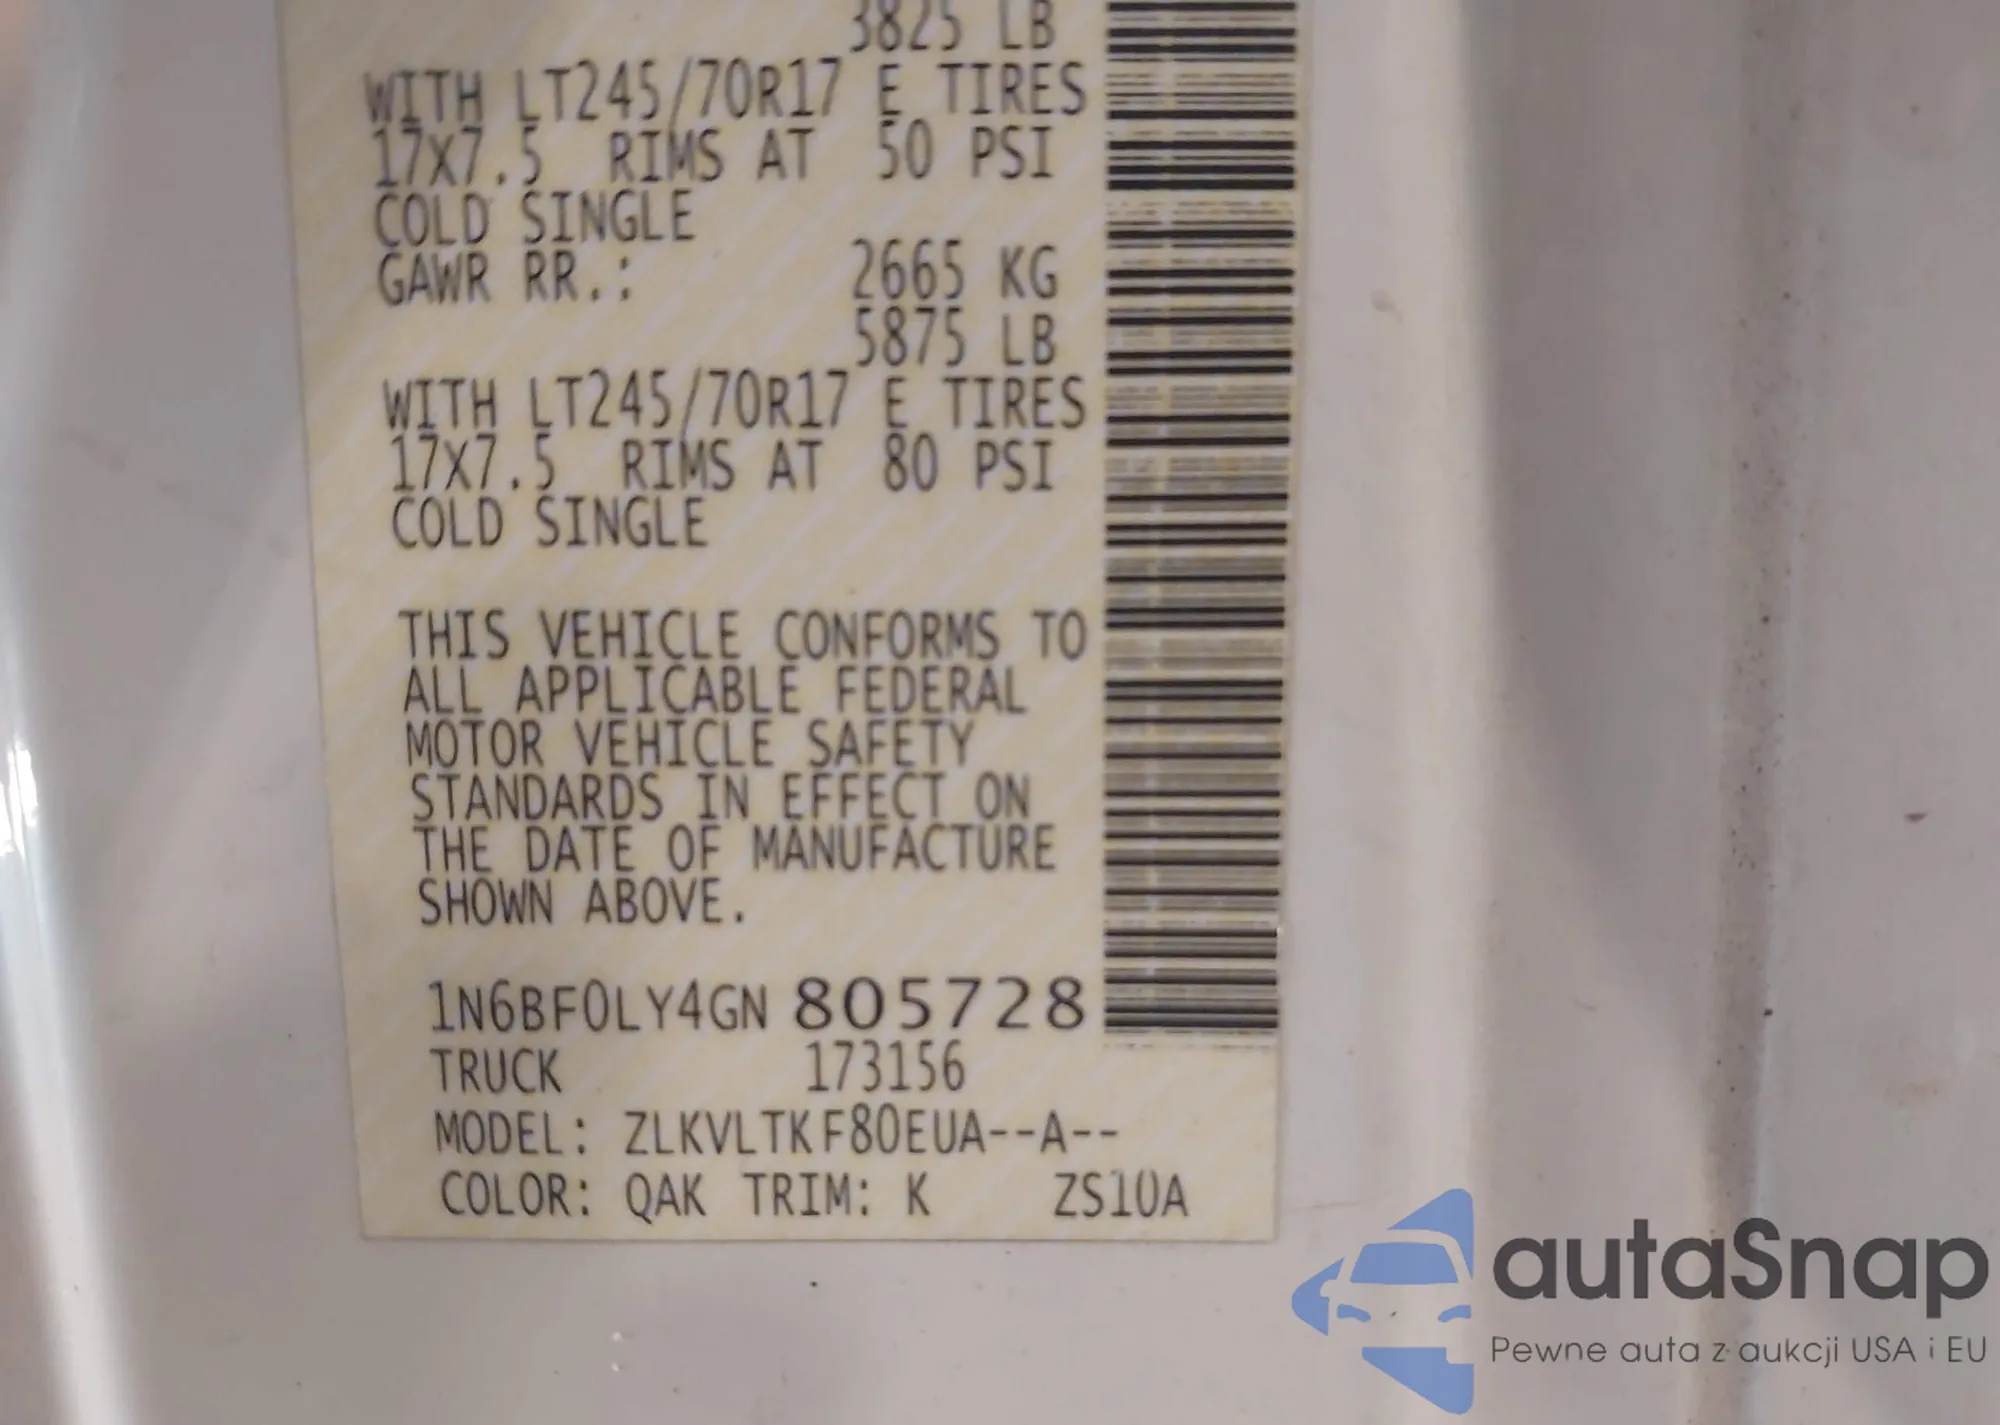 3825 LB
WITH LT245/70R17 E TIRES
17X7.5 RIMS AT 50 PSI
COLD SINGLE
GAWR RR.: 2665 KG
5875 LB
WITH LT245/70R17 E TIRES
17X7.5 RIMS AT 80 PSI
COLD SINGLE
THIS VEHICLE CONFORMS TO
ALL APPLICABLE FEDERAL
MOTOR VEHICLE SAFETY
STANDARDS IN EFFECT ON
THE DATE OF MANUFACTURE
SHOWN ABOVE.
1N6BF0LY4GN 805728
TRUCK 173156
MODEL: ZLKVLTKF80EUA--A--
COLOR: QAK TRIM: K ZS10A
autaSnap
Pewne auta z aukcji USA i EU